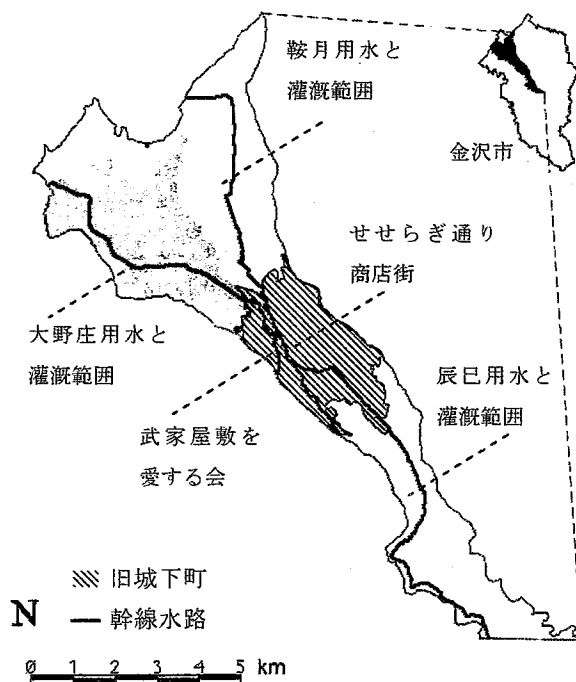 鞍月用水と
灌漑範囲
金沢市
せせらぎ通り
商店街
大野庄用水と
灌漑範囲
辰巳用水と
灌漑範囲
武家屋敷を
愛する会
旧城下町
N
幹線水路
0 1 2 3 4 5 km